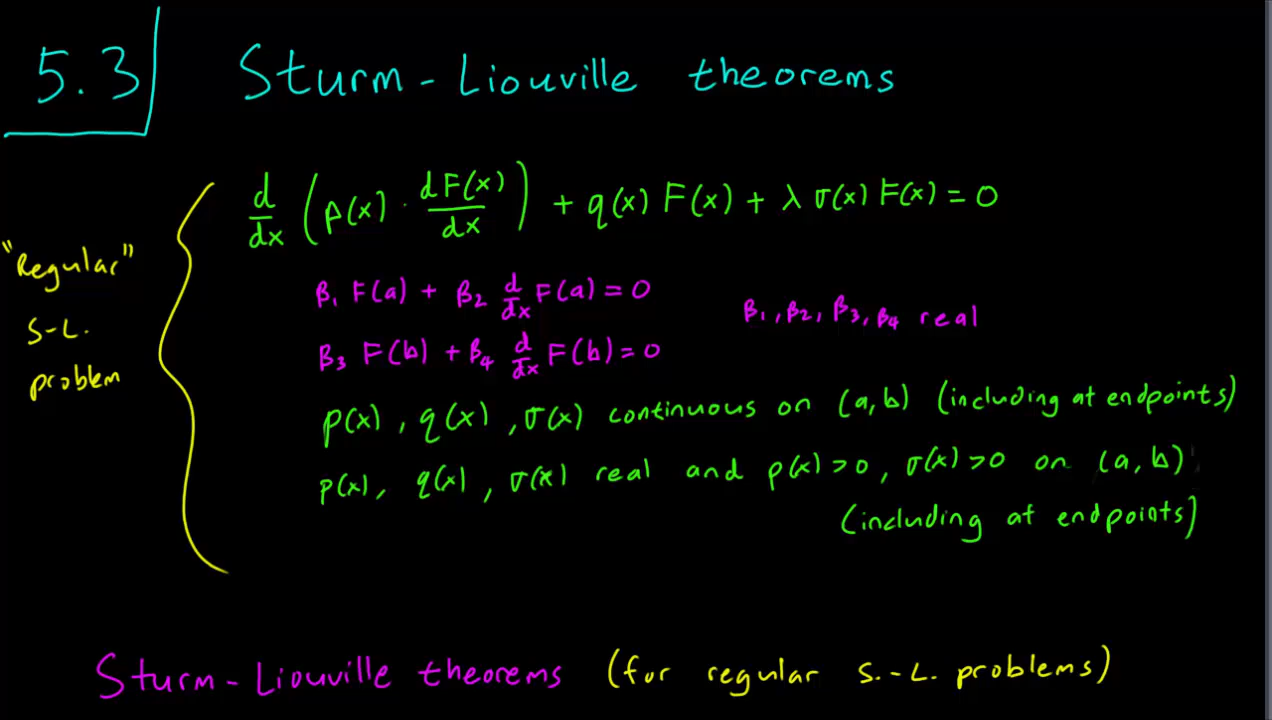 5.3 Sturm-Liouville theorems
d/dx (p(x) · dF(x)/dx) + q(x) F(x) + λ σ(x) F(x) = 0
"Regular"
S-L.
problem
β₁ F(a) + β₂ d/dx F(a) = 0
β₁, β₂, β₃, β₄ real
β₃ F(b) + β₄ d/dx F(b) = 0
p(x), q(x), σ(x) continuous on (a, b) (including at endpoints)
p(x), q(x), σ(x) real and p(x) > 0, σ(x) > 0 on (a, b)
(including at endpoints)
Sturm-Liouville theorems (for regular S.-L. problems)